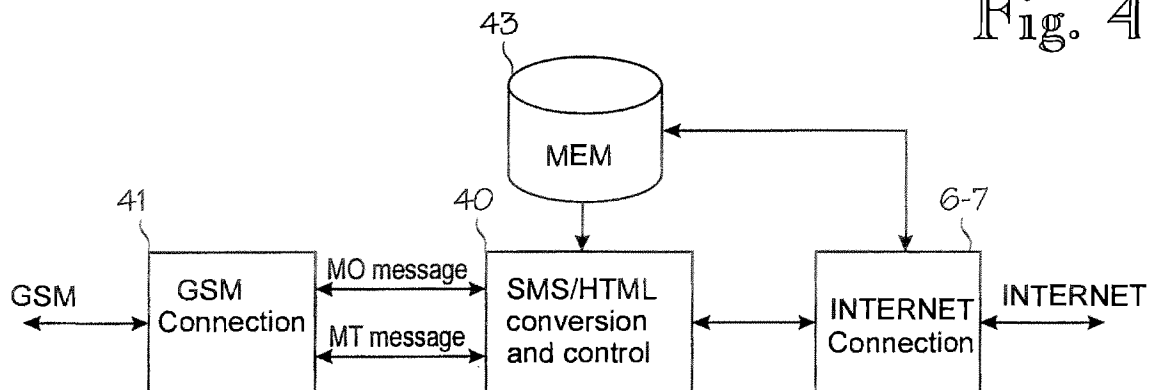 Fig. 4
43
MEM
41
40
6-7
GSM
GSM
Connection
MO message
MT message
SMS/HTML
conversion
and control
INTERNET
Connection
INTERNET